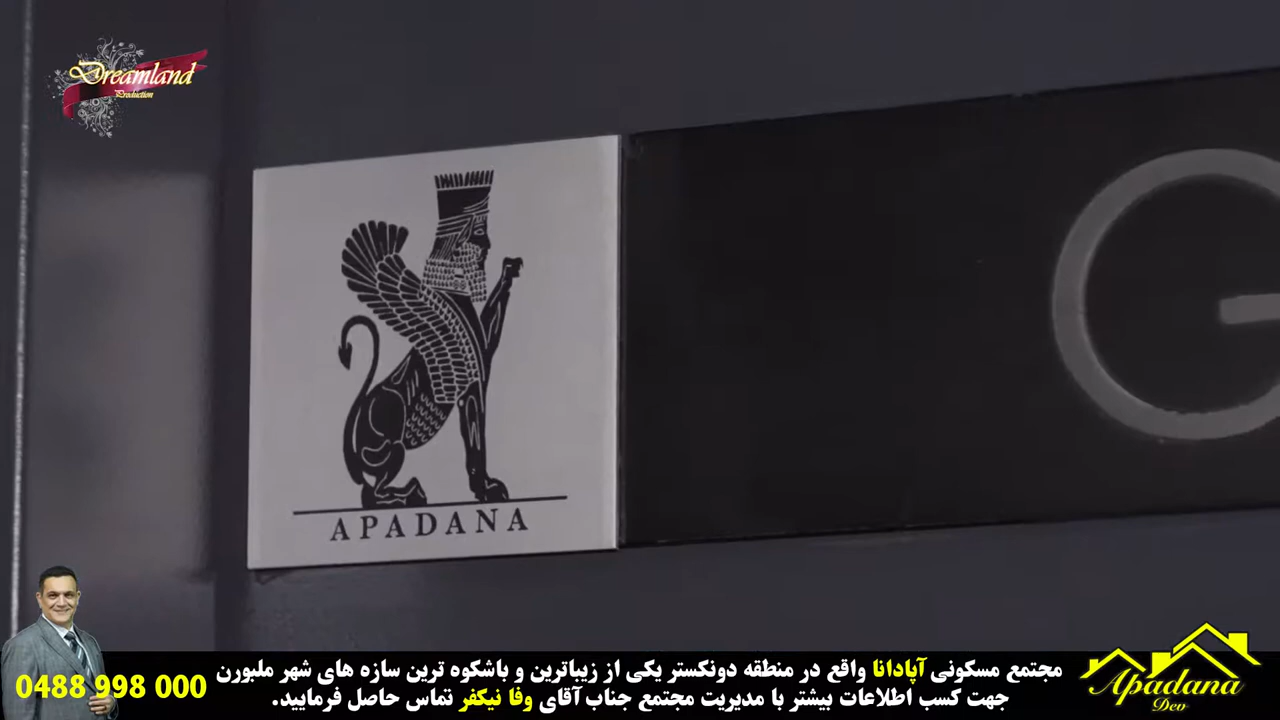 Dreamland
Production
G
APADANA
مجتمع مسکونی آپادانا واقع در منطقه دونکستر یکی از زیباترین و باشکوه ترین سازه های شهر ملبورن
جهت کسب اطلاعات بیشتر با مدیریت مجتمع جناب آقای وفا نیکفر تماس حاصل فرمایید.
0488 998 000
Apadana
Dev